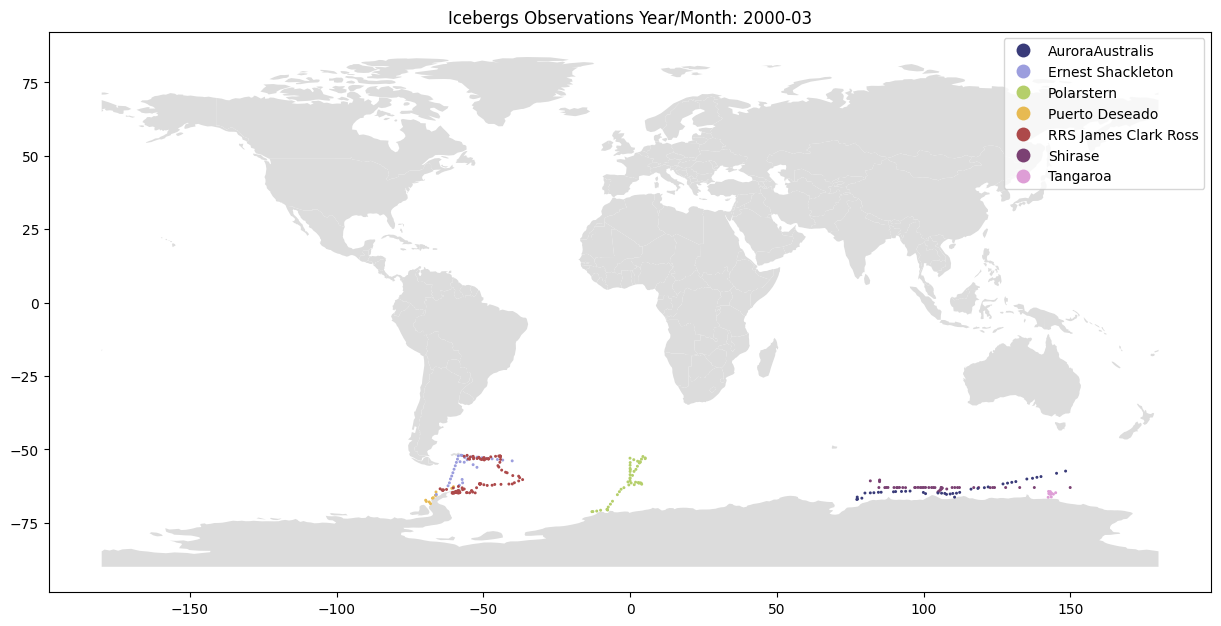 Icebergs Observations Year/Month: 2000-03
AuroraAustralis
Ernest Shackleton
Polarstern
Puerto Deseado
RRS James Clark Ross
Shirase
Tangaroa
75
50
25
0
−25
−50
−75
−150
−100
−50
0
50
100
150